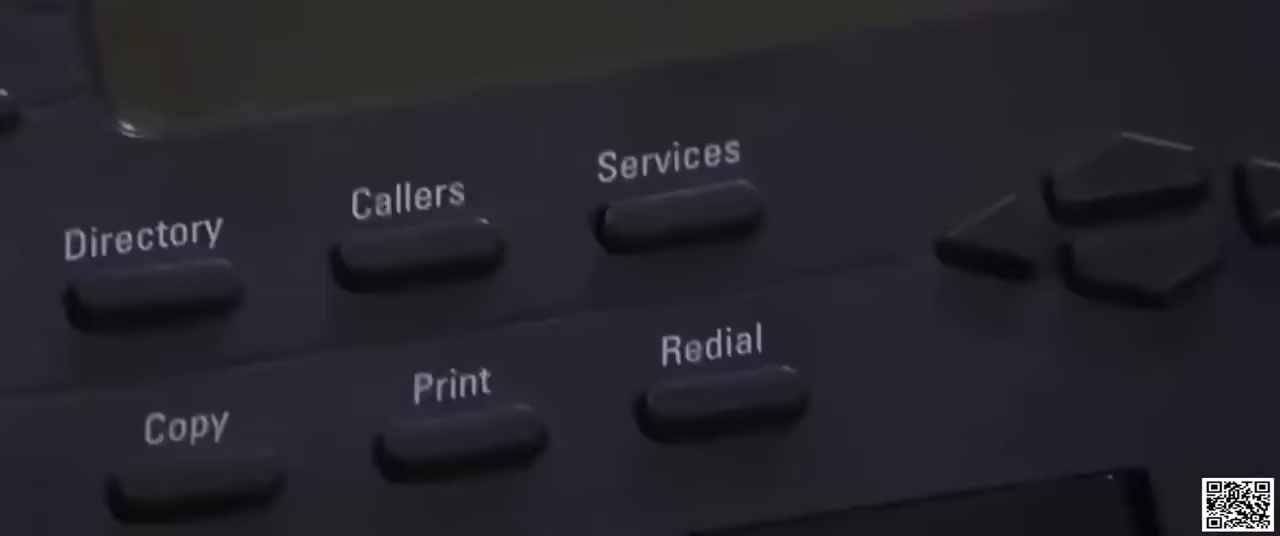 Directory
Callers
Services
Copy
Print
Redial